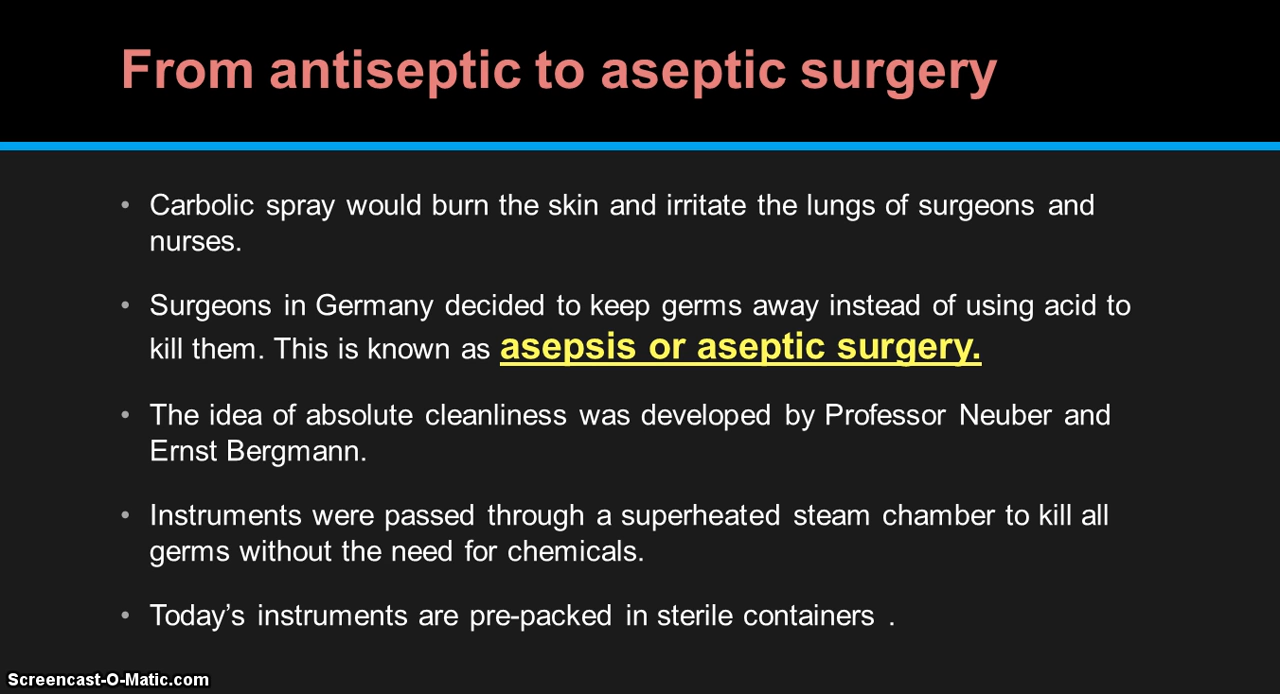 From antiseptic to aseptic surgery
• Carbolic spray would burn the skin and irritate the lungs of surgeons and
nurses.
• Surgeons in Germany decided to keep germs away instead of using acid to
kill them. This is known as asepsis or aseptic surgery.
• The idea of absolute cleanliness was developed by Professor Neuber and
Ernst Bergmann.
• Instruments were passed through a superheated steam chamber to kill all
germs without the need for chemicals.
• Today’s instruments are pre-packed in sterile containers .
Screencast-O-Matic.com